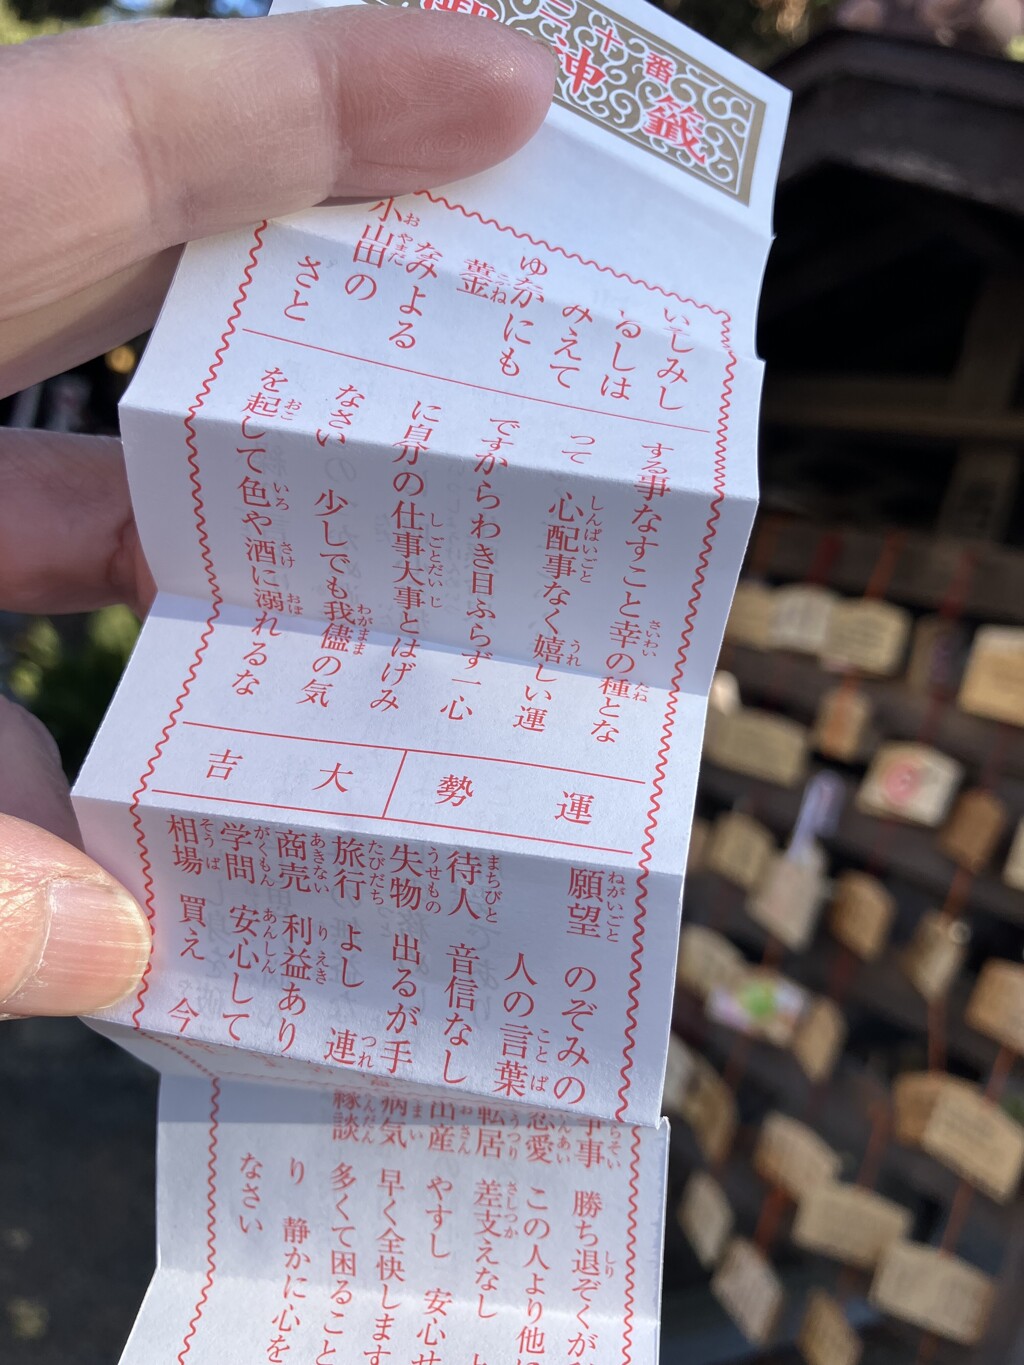 三十番
神籤
いてしみし
るしは
みえて
ゆたかにも
なみよる
小山田の
さと
する事なすこと幸の種とな
って 心配事なく嬉しい運
ですからわき目ふらず一心
に自分の仕事大事とはげみ
なさい 少しでも我儘の気
を起して色や酒に溺れるな
運勢 大吉
願望 のぞみの
人の言葉
待人 音信なし
失物 出るが手
旅行 よし 連
商売 利益あり
学問 安心して
相場 買え 今
事 勝ち退ぞくが
恋愛 この人より他に
転居 差支えなし
出産 やすし 安心せ
病気 早く全快します
縁談 多くて困ること
り 静かに心を
なさい